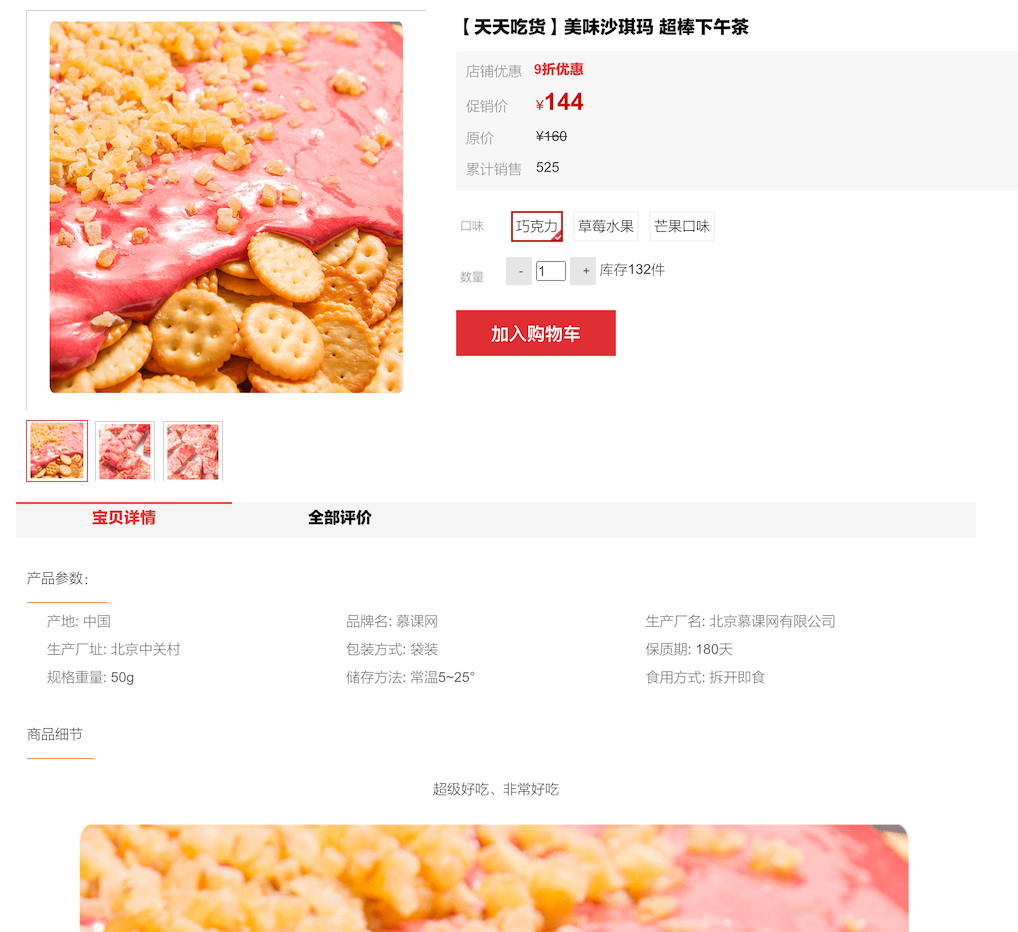 【天天吃货】美味沙琪玛 超棒下午茶
店铺优惠 9折优惠
促销价 ¥144
原价 ¥160
累计销售 525
口味 巧克力 草莓水果 芒果口味
数量 - 1 + 库存132件
加入购物车
宝贝详情 全部评价
产品参数：
产地: 中国 品牌名: 慕课网 生产厂名: 北京慕课网有限公司
生产厂址: 北京中关村 包装方式: 袋装 保质期: 180天
规格重量: 50g 储存方法: 常温5~25° 食用方式: 拆开即食
商品细节
超级好吃、非常好吃